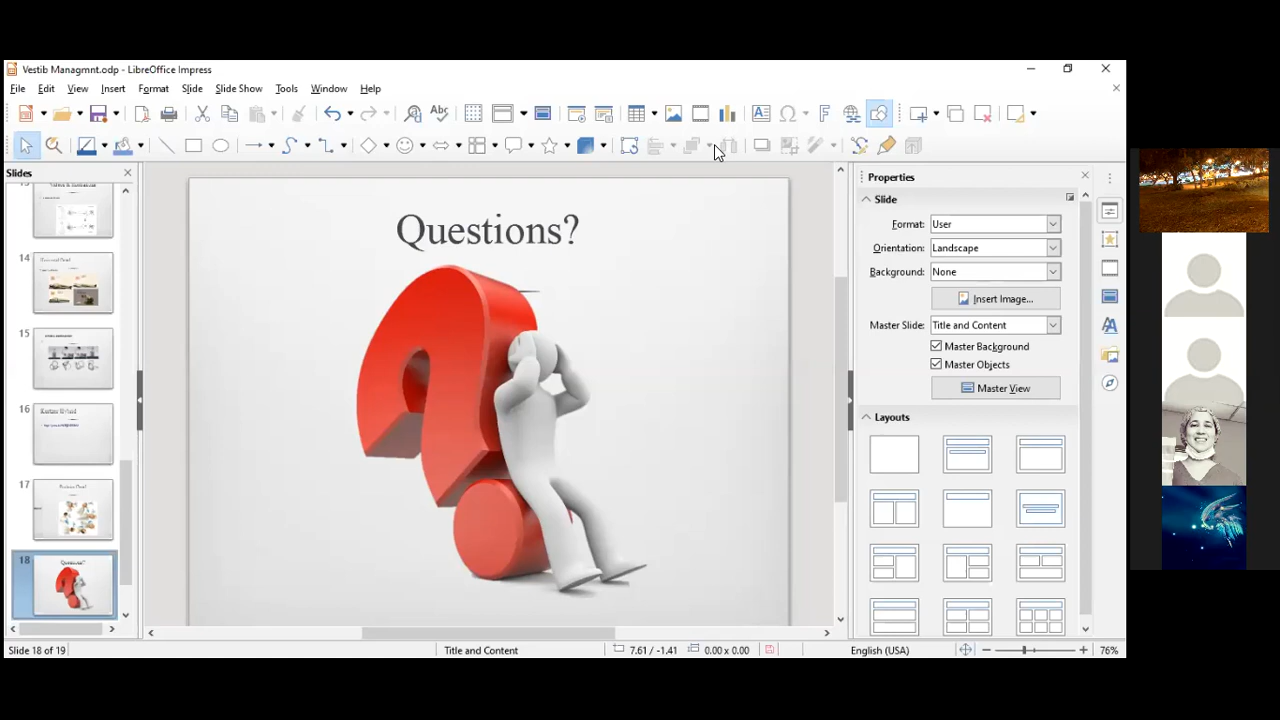 Vestib Managmnt.odp - LibreOffice Impress
File Edit View Insert Format Slide Slide Show Tools Window Help
Slides
Properties
Slide
Format: User
Orientation: Landscape
Background: None
Insert Image...
Master Slide: Title and Content
Master Background
Master Objects
Master View
Layouts
14
15
16
17
18
Questions?
Questions?
Slide 18 of 19
Title and Content
7.61 / -1.41
0.00 x 0.00
English (USA)
76%